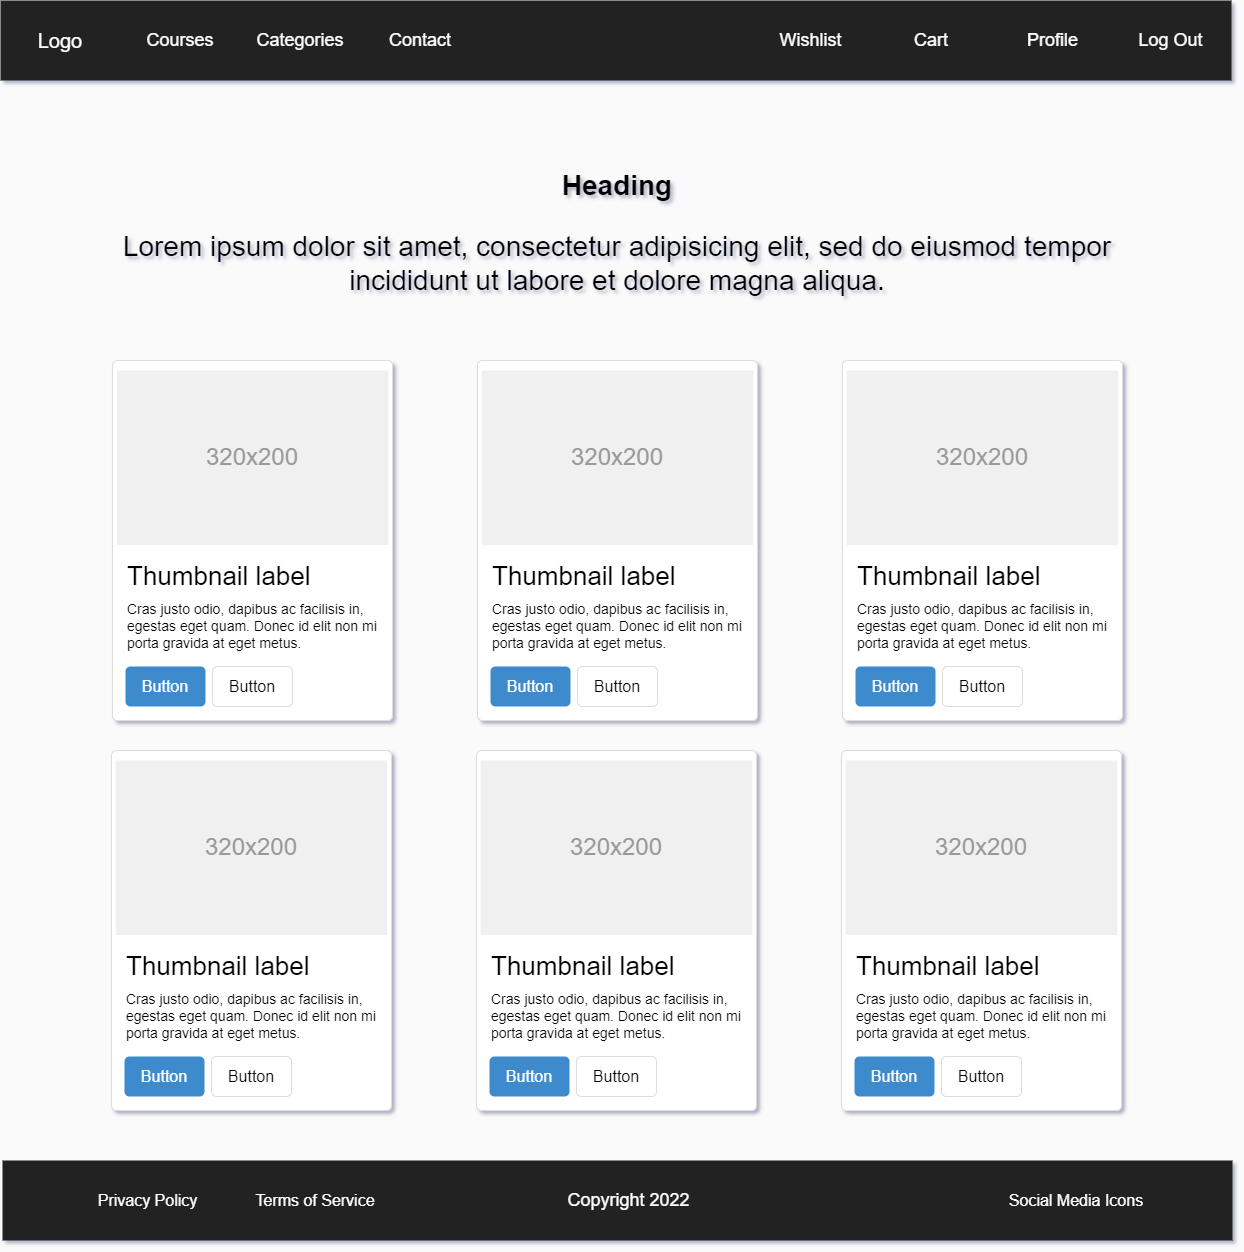 Logo Courses Categories Contact Wishlist Cart Profile Log Out
Heading
Lorem ipsum dolor sit amet, consectetur adipisicing elit, sed do eiusmod tempor
incididunt ut labore et dolore magna aliqua.
320x200
Thumbnail label
Cras justo odio, dapibus ac facilisis in,
egestas eget quam. Donec id elit non mi
porta gravida at eget metus.
Button Button
320x200
Thumbnail label
Cras justo odio, dapibus ac facilisis in,
egestas eget quam. Donec id elit non mi
porta gravida at eget metus.
Button Button
320x200
Thumbnail label
Cras justo odio, dapibus ac facilisis in,
egestas eget quam. Donec id elit non mi
porta gravida at eget metus.
Button Button
320x200
Thumbnail label
Cras justo odio, dapibus ac facilisis in,
egestas eget quam. Donec id elit non mi
porta gravida at eget metus.
Button Button
320x200
Thumbnail label
Cras justo odio, dapibus ac facilisis in,
egestas eget quam. Donec id elit non mi
porta gravida at eget metus.
Button Button
320x200
Thumbnail label
Cras justo odio, dapibus ac facilisis in,
egestas eget quam. Donec id elit non mi
porta gravida at eget metus.
Button Button
Privacy Policy Terms of Service Copyright 2022 Social Media Icons